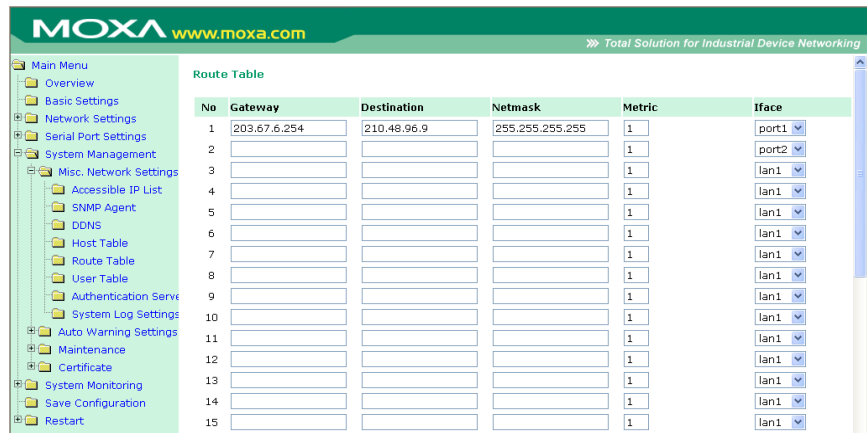 MOXA www.moxa.com
Total Solution for Industrial Device Networking
Main Menu
Overview
Basic Settings
Network Settings
Serial Port Settings
System Management
Misc. Network Settings
Accessible IP List
SNMP Agent
DDNS
Host Table
Route Table
User Table
Authentication Serve
System Log Settings
Auto Warning Settings
Maintenance
Certificate
System Monitoring
Save Configuration
Restart
Route Table
No Gateway Destination Netmask Metric Iface
1 203.67.6.254 210.48.96.9 255.255.255.255 1 port1
2 1 port2
3 1 lan1
4 1 lan1
5 1 lan1
6 1 lan1
7 1 lan1
8 1 lan1
9 1 lan1
10 1 lan1
11 1 lan1
12 1 lan1
13 1 lan1
14 1 lan1
15 1 lan1